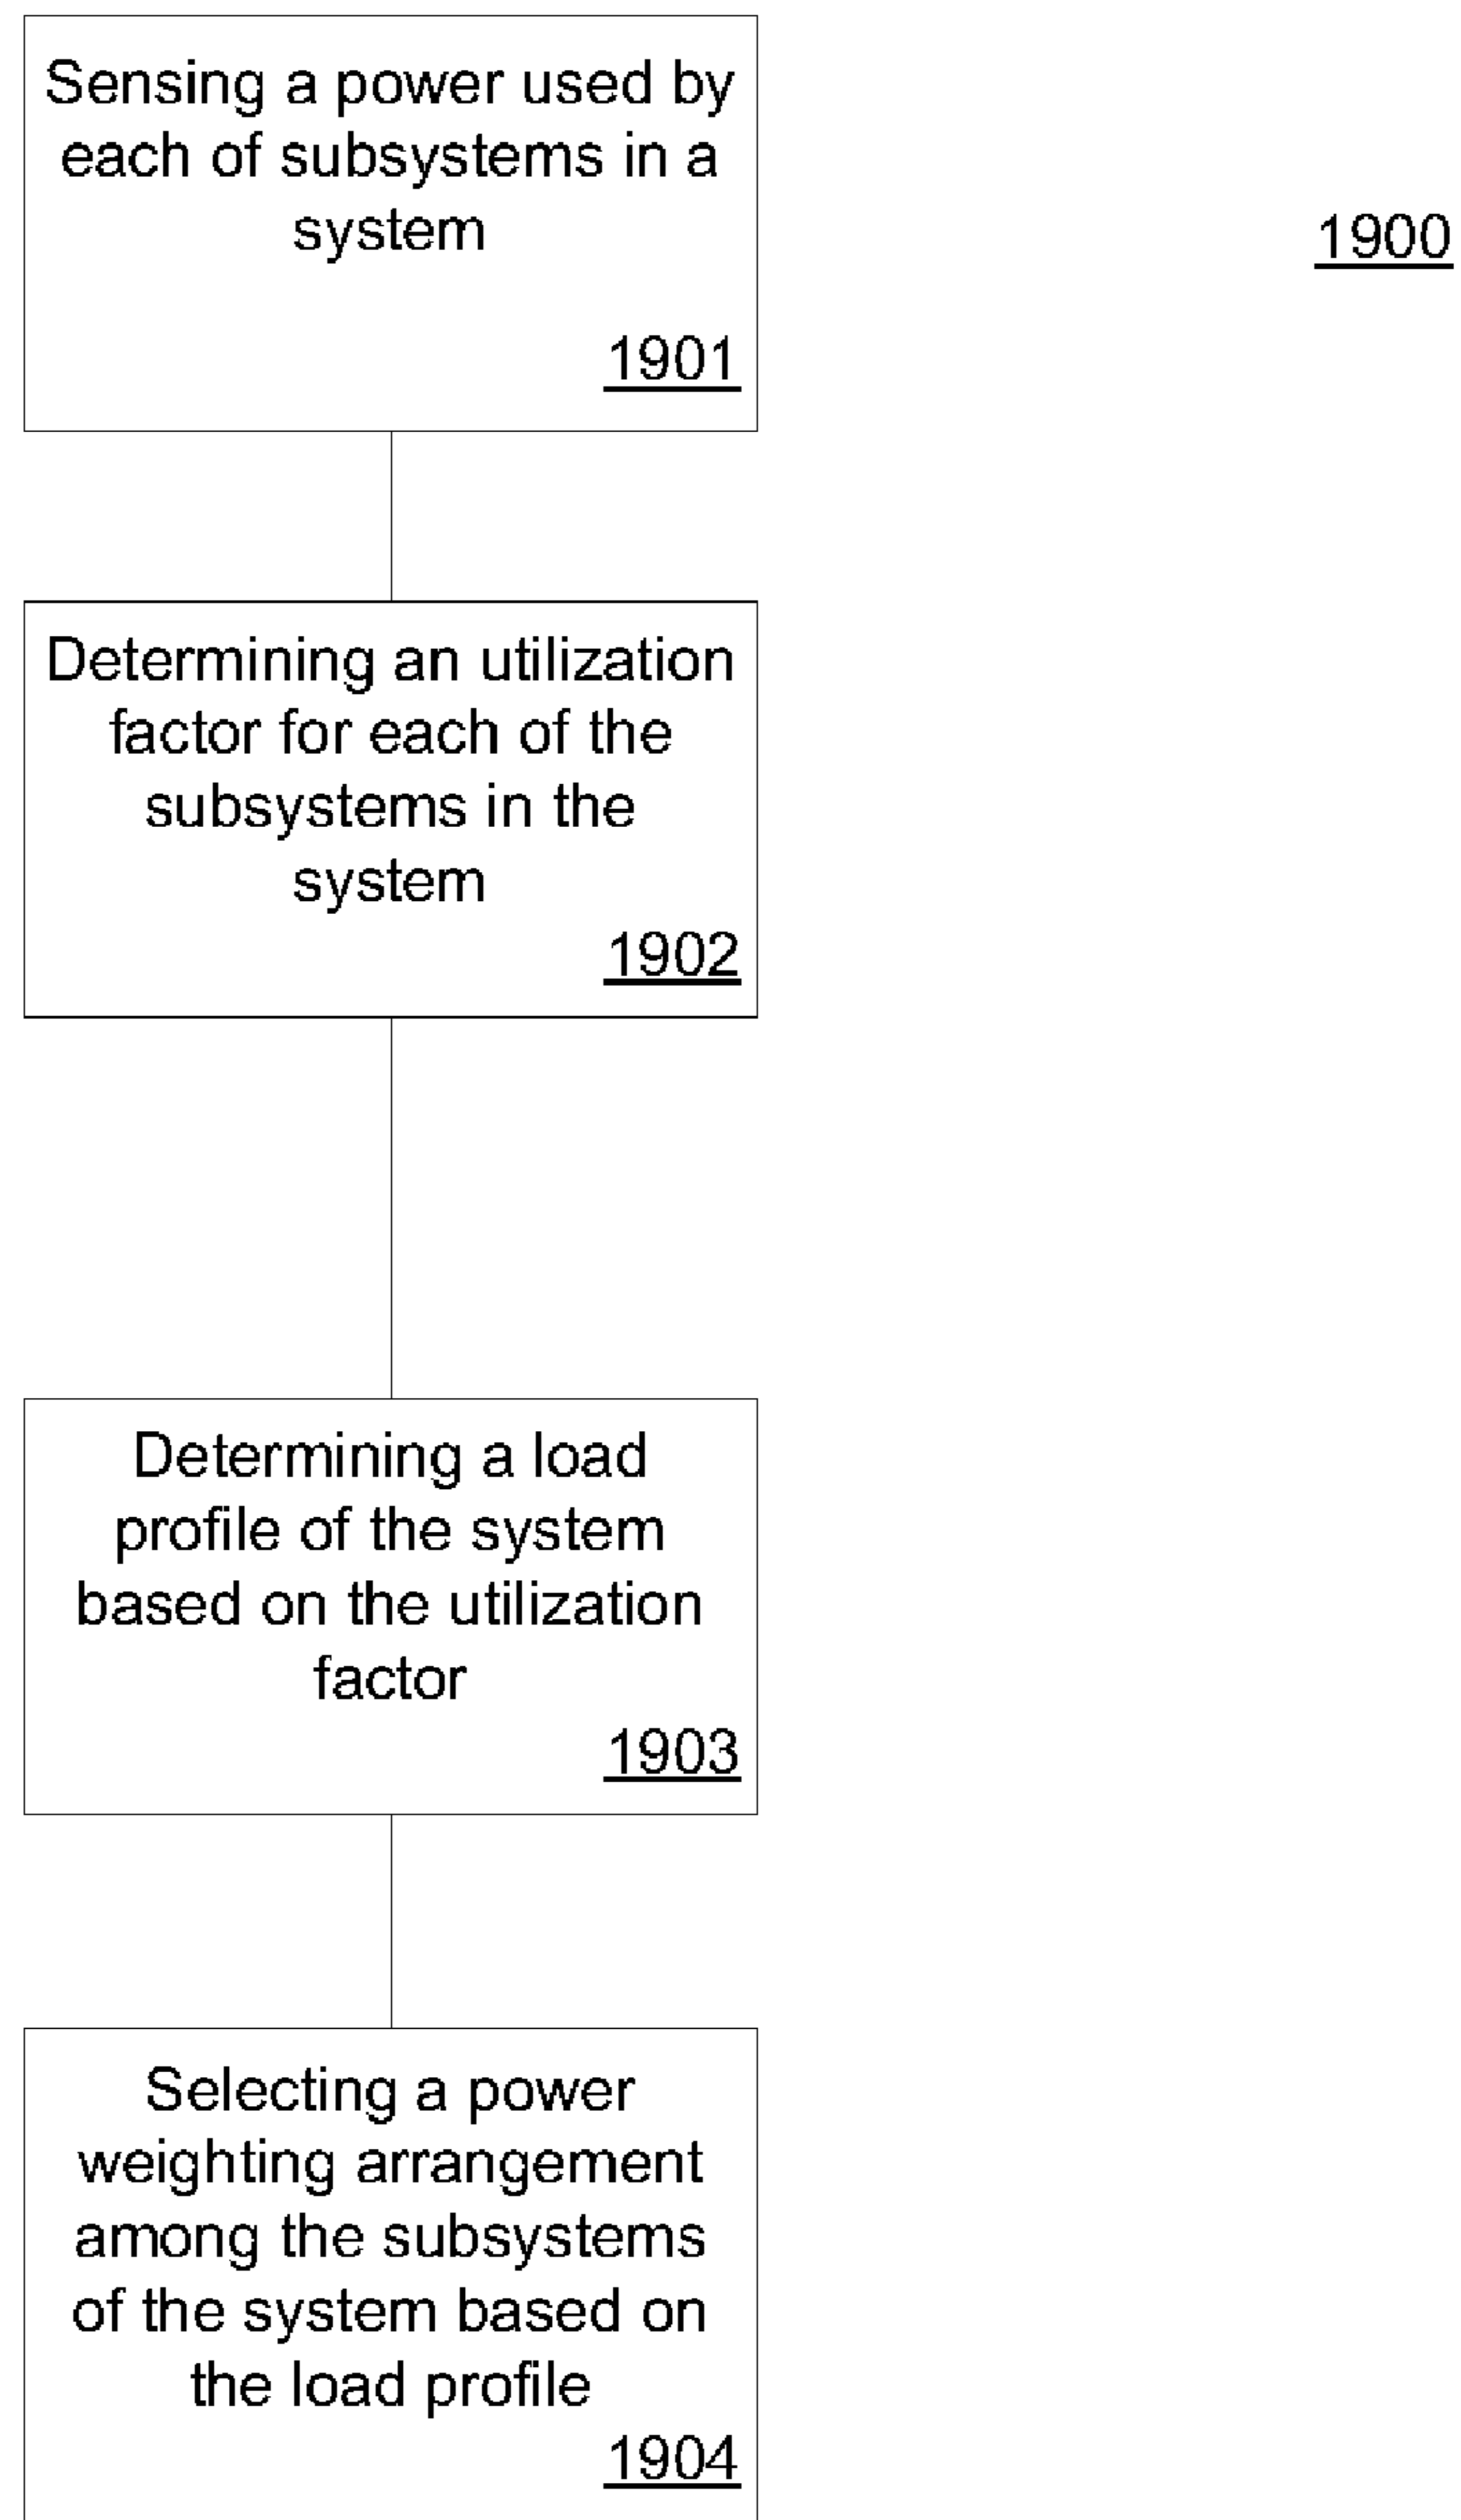 Sensing a power used by
each of subsystems in a
system
1900
1901
Determining an utilization
factor for each of the
subsystems in the
system
1902
Determining a load
profile of the system
based on the utilization
factor
1903
Selecting a power
weighting arrangement
among the subsystems
of the system based on
the load profile
1904